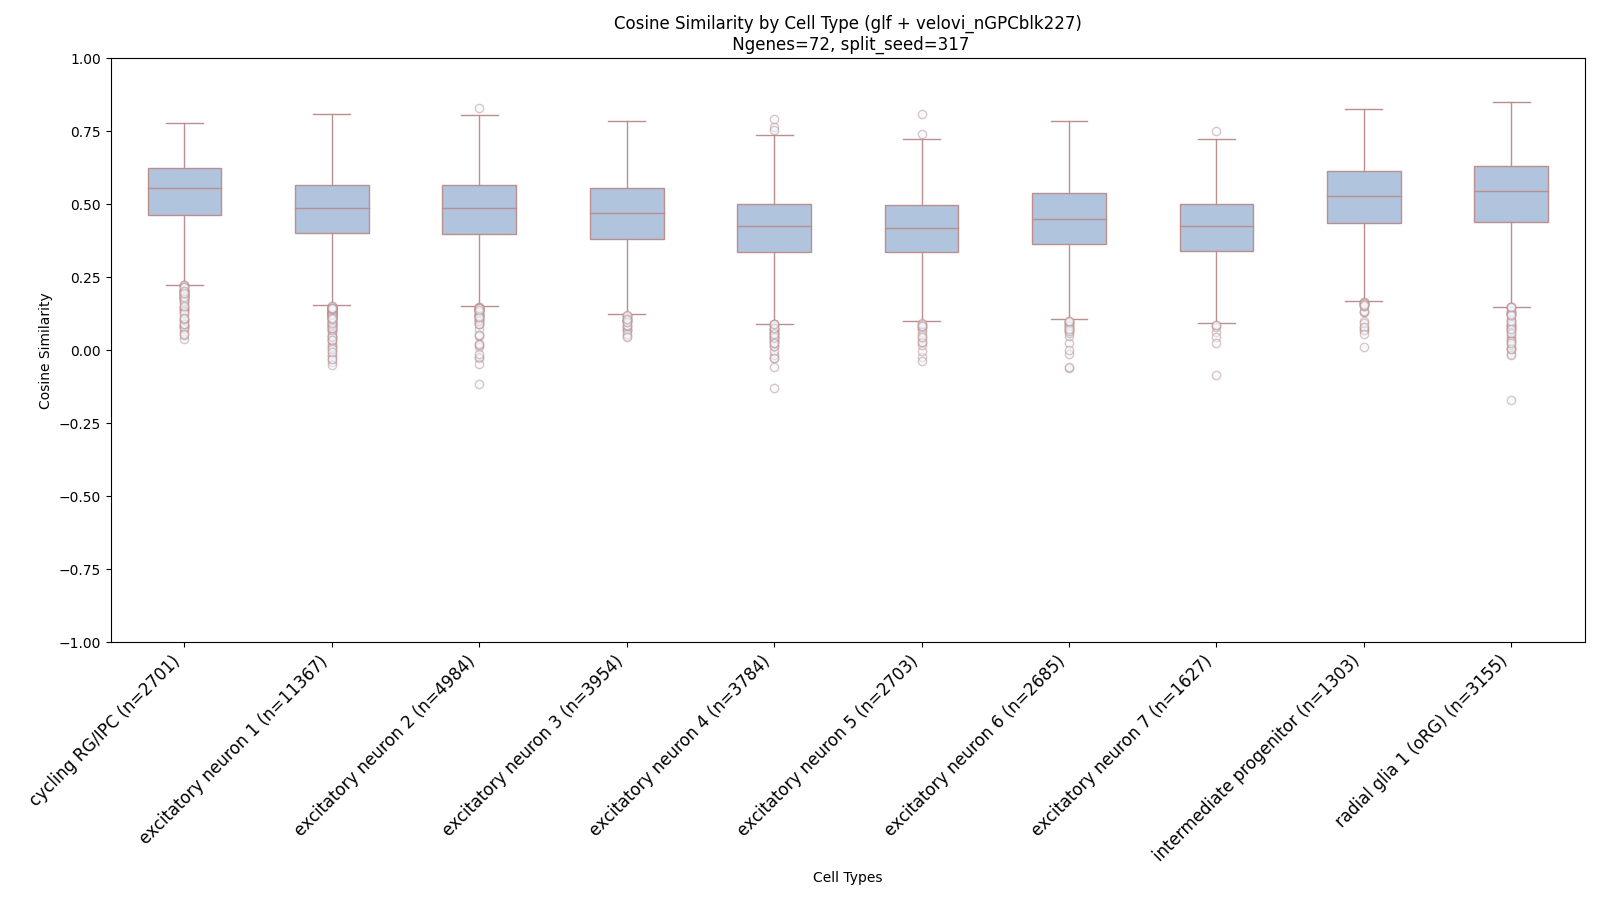 Cosine Similarity by Cell Type (glf + velovi_nGPCblk227)
Ngenes=72, split_seed=317
1.00
0.75
0.50
0.25
0.00
−0.25
−0.50
−0.75
−1.00
Cosine Similarity
cycling RG/IPC (n=2701)
excitatory neuron 1 (n=11367)
excitatory neuron 2 (n=4984)
excitatory neuron 3 (n=3954)
excitatory neuron 4 (n=3784)
excitatory neuron 5 (n=2703)
excitatory neuron 6 (n=2685)
excitatory neuron 7 (n=1627)
intermediate progenitor (n=1303)
radial glia 1 (oRG) (n=3155)
Cell Types